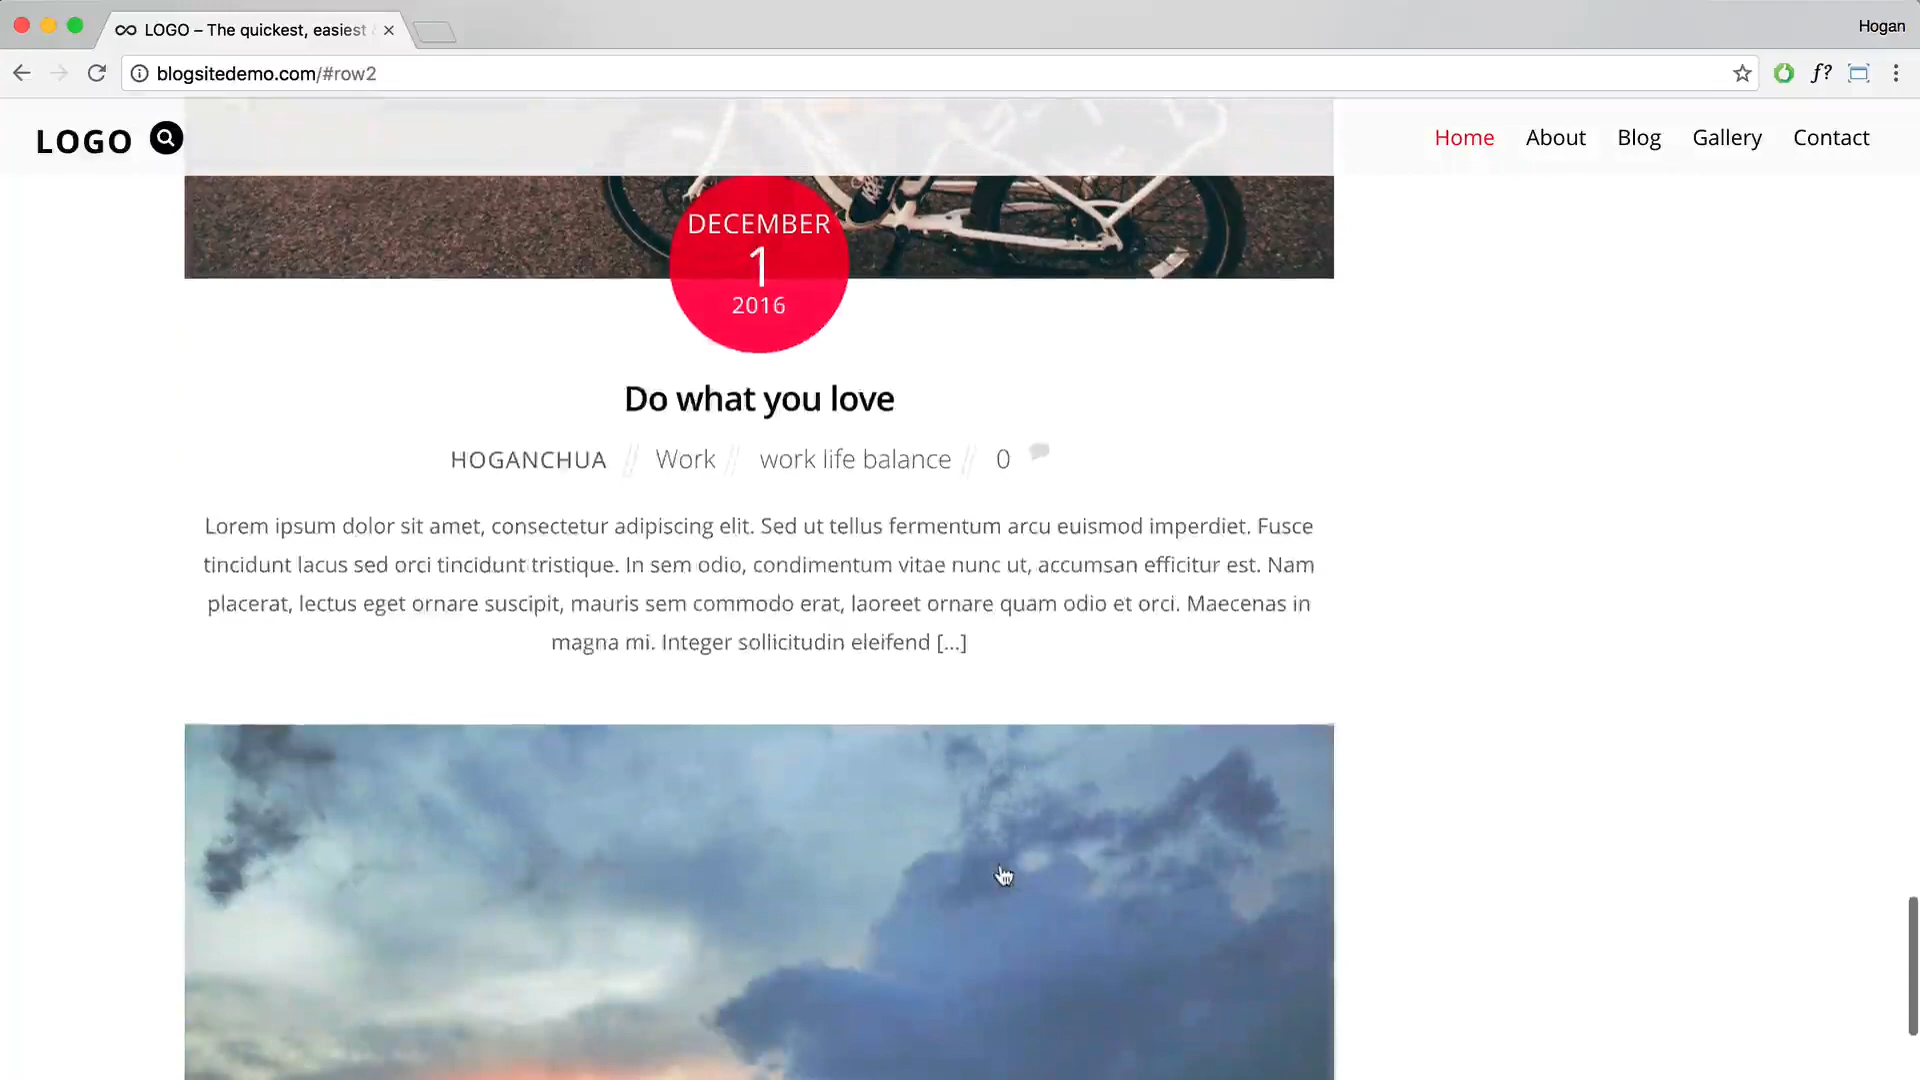 LOGO – The quickest, easiest
Hogan
blogsitedemo.com/#row2
f?
LOGO
Home About Blog Gallery Contact
DECEMBER
1
2016
Do what you love
HOGANCHUA // Work // work life balance // 0
Lorem ipsum dolor sit amet, consectetur adipiscing elit. Sed ut tellus fermentum arcu euismod imperdiet. Fusce
tincidunt lacus sed orci tincidunt tristique. In sem odio, condimentum vitae nunc ut, accumsan efficitur est. Nam
placerat, lectus eget ornare suscipit, mauris sem commodo erat, laoreet ornare quam odio et orci. Maecenas in
magna mi. Integer sollicitudin eleifend [...]